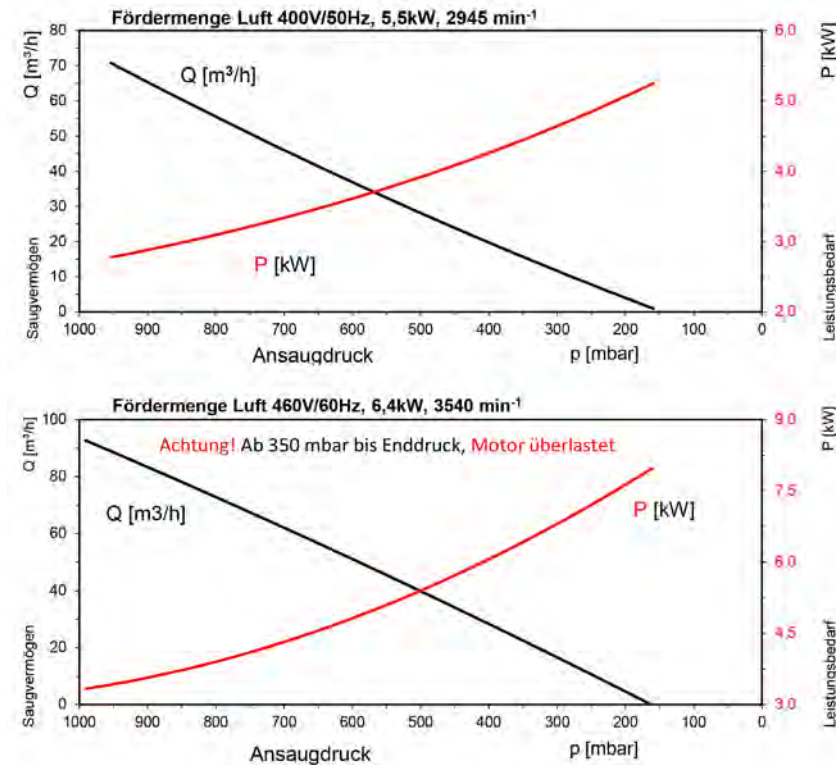 Fördermenge Luft 400V/50Hz, 5,5kW, 2945 min-1
Q [m³/h]
Saugvermögen
80
70
60
50
40
30
20
10
0
Q [m³/h]
P [kW]
P [kW]
Leistungsbedarf
6,0
5,0
4,0
3,0
2,0
1000 900 800 700 600 500 400 300 200 100 0
Ansaugdruck p [mbar]
Fördermenge Luft 460V/60Hz, 6,4kW, 3540 min-1
Achtung! Ab 350 mbar bis Enddruck, Motor überlastet
Q [m³/h]
Saugvermögen
100
80
60
40
20
0
Q [m3/h]
P [kW]
P [kW]
Leistungsbedarf
9,0
7,5
6,0
4,5
3,0
1000 900 800 700 600 500 400 300 200 100 0
Ansaugdruck p [mbar]